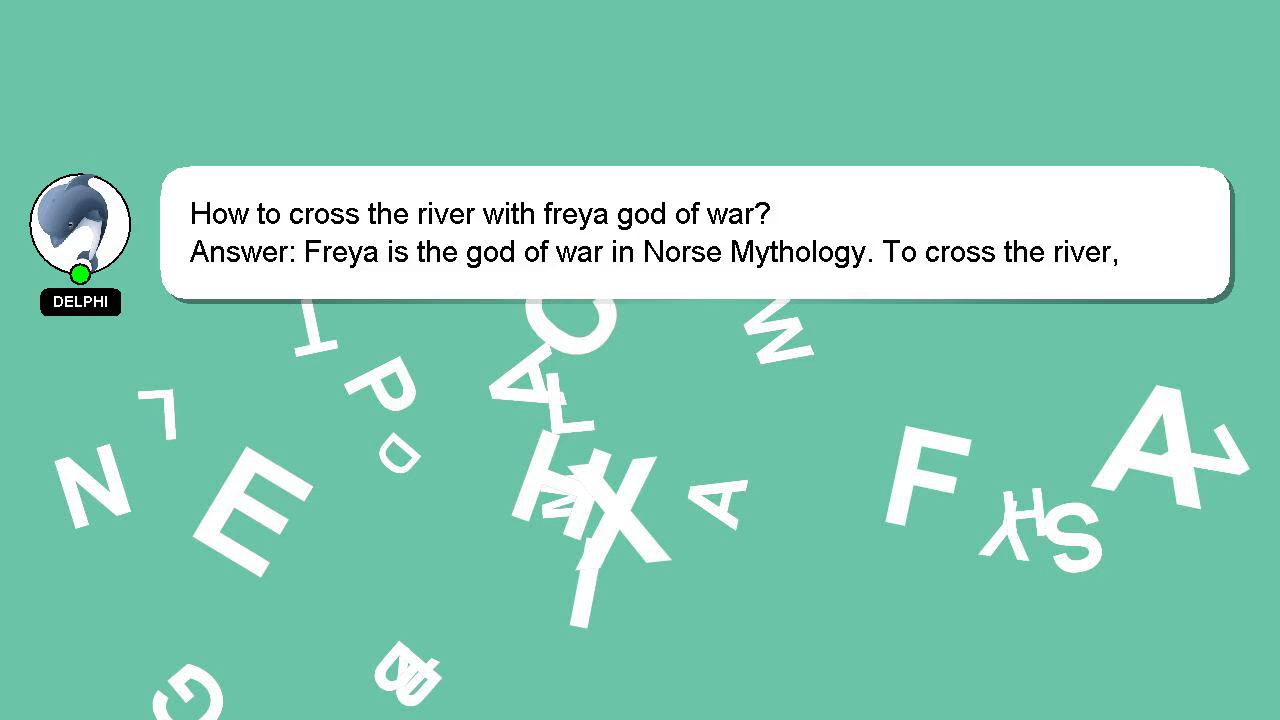 How to cross the river with freya god of war?
Answer: Freya is the god of war in Norse Mythology. To cross the river,
DELPHI
T
O
W
P
A
L
L
D
N
E
H
X
A
F
A
Z
H
S
I
G
B